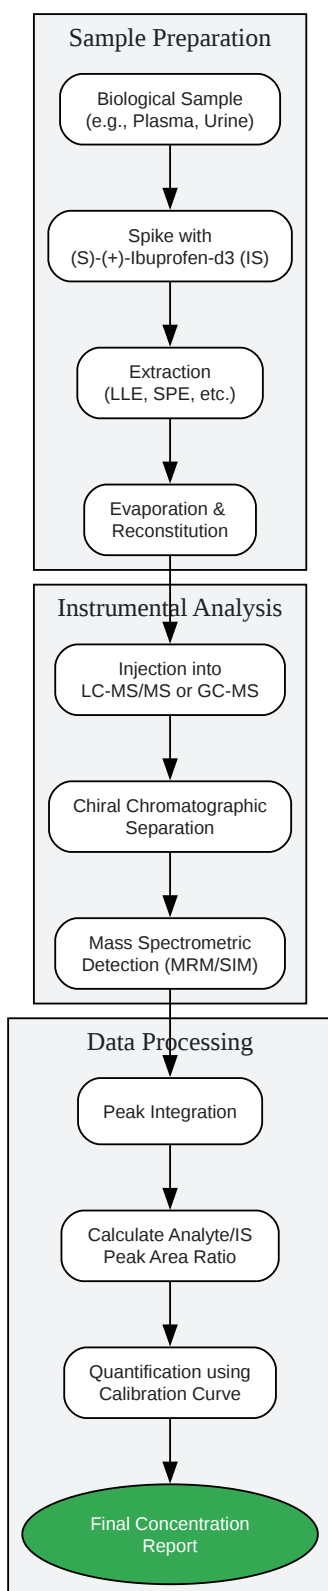 Sample Preparation
Biological Sample
(e.g., Plasma, Urine)
Spike with
(S)-(+)-Ibuprofen-d3 (IS)
Extraction
(LLE, SPE, etc.)
Evaporation &
Reconstitution
Instrumental Analysis
Injection into
LC-MS/MS or GC-MS
Chiral Chromatographic
Separation
Mass Spectrometric
Detection (MRM/SIM)
Data Processing
Peak Integration
Calculate Analyte/IS
Peak Area Ratio
Quantification using
Calibration Curve
Final Concentration
Report